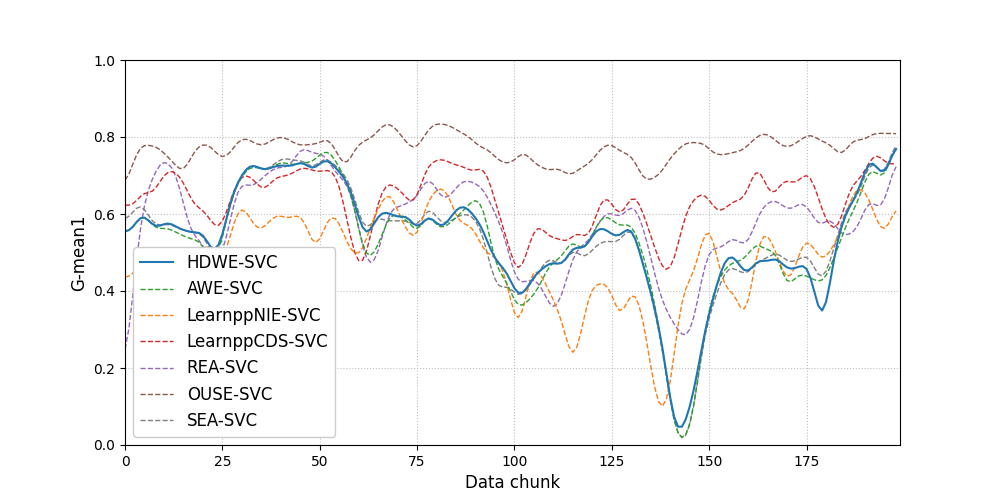 1.0
0.8
0.6
0.4
0.2
0.0
G-mean1
HDWE-SVC
AWE-SVC
LearnppNIE-SVC
LearnppCDS-SVC
REA-SVC
OUSE-SVC
SEA-SVC
0 25 50 75 100 125 150 175
Data chunk